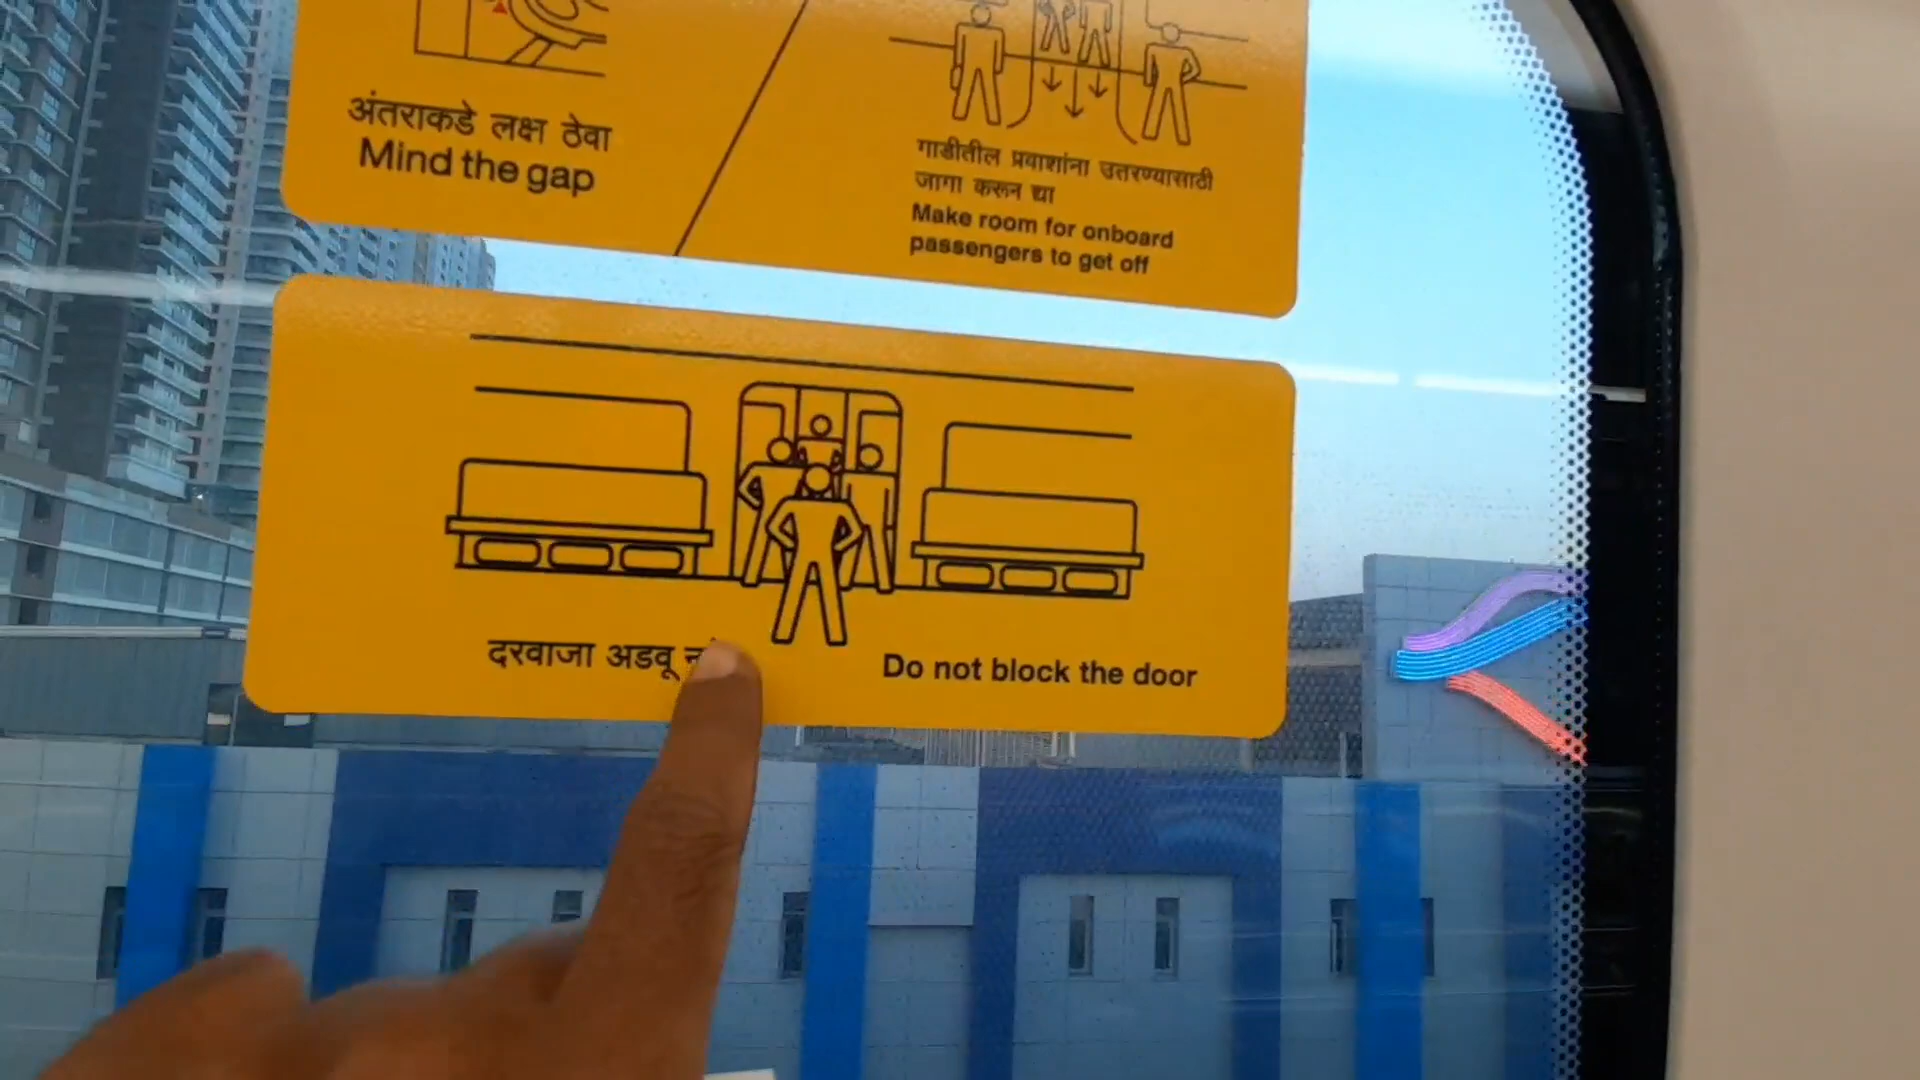 अंतराकडे लक्ष ठेवा
Mind the gap
गाडीतील प्रवाशांना उतरण्यासाठी
जागा करून द्या
Make room for onboard
passengers to get off
दरवाजा अडवू
Do not block the door